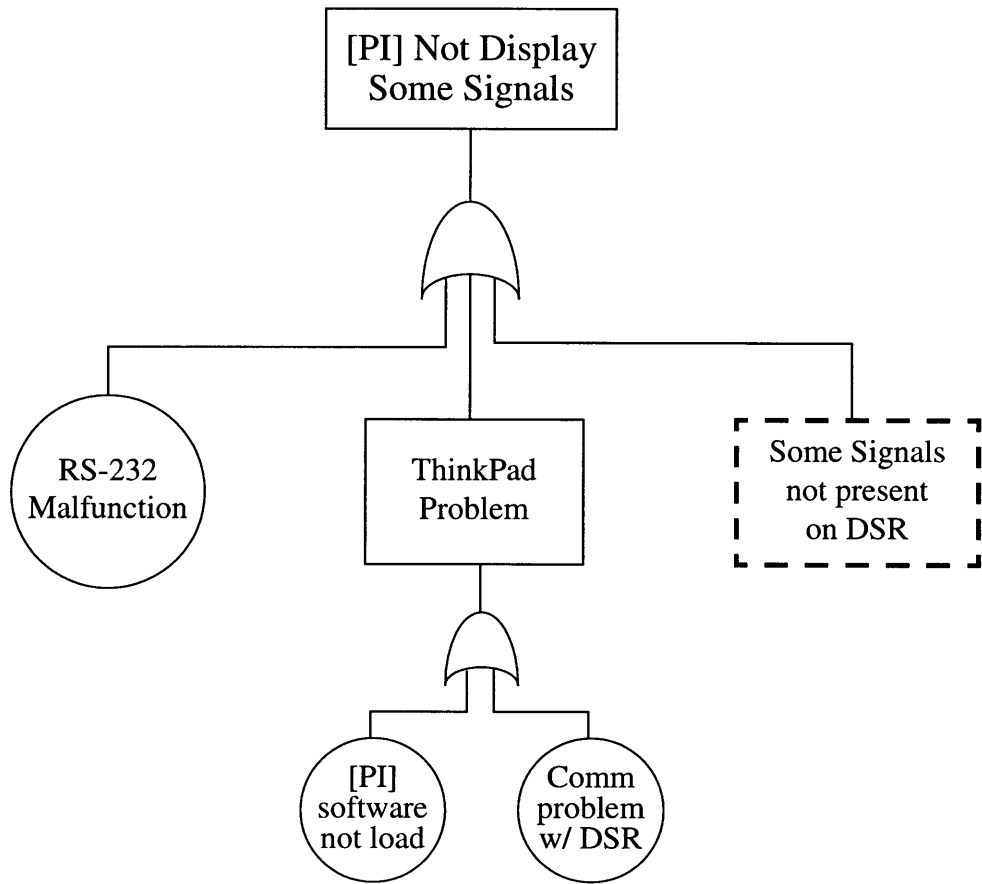 [PI] Not Display
Some Signals
RS-232
Malfunction
ThinkPad
Problem
Some Signals
not present
on DSR
[PI]
software
not load
Comm
problem
w/ DSR